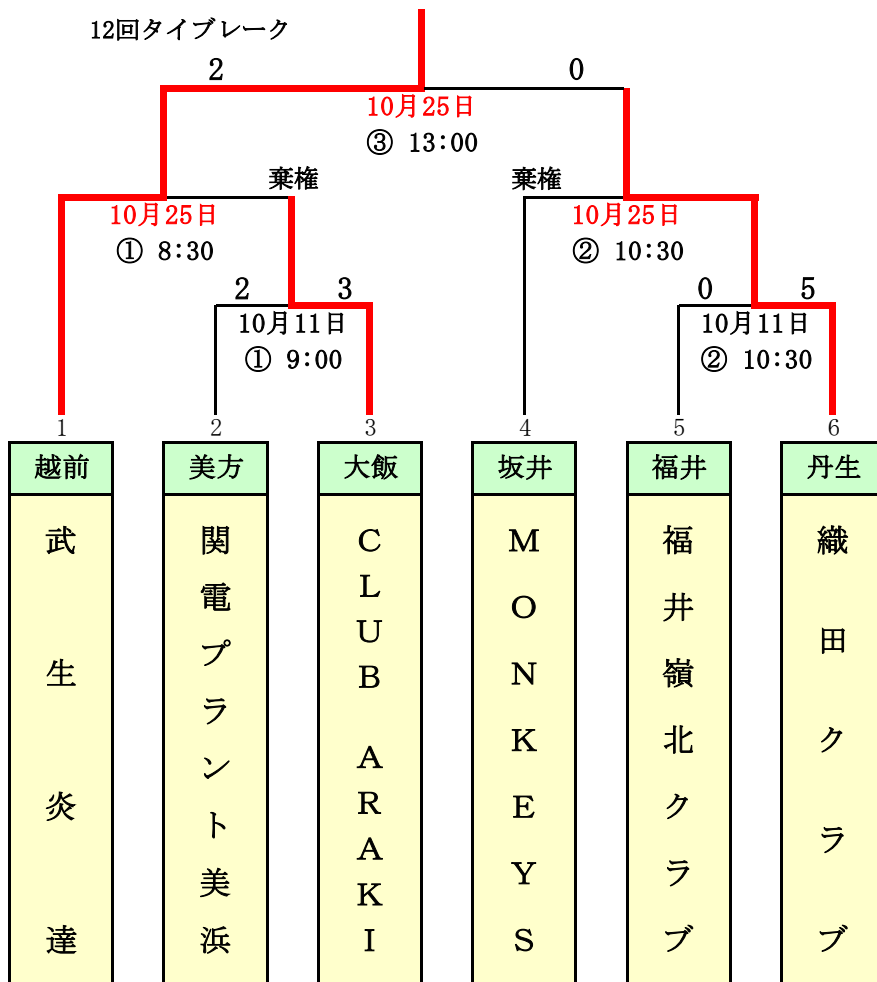 12回タイブレーク
2
0
10月25日
③ 13:00
棄権
棄権
10月25日
① 8:30
10月25日
② 10:30
2
3
0
5
10月11日
① 9:00
10月11日
② 10:30
1
2
3
4
5
6
越前
美方
大飯
坂井
福井
丹生
武生炎達
関電プラント美浜
CLUB ARAKI
MONKEYS
福井嶺北クラブ
織田クラブ